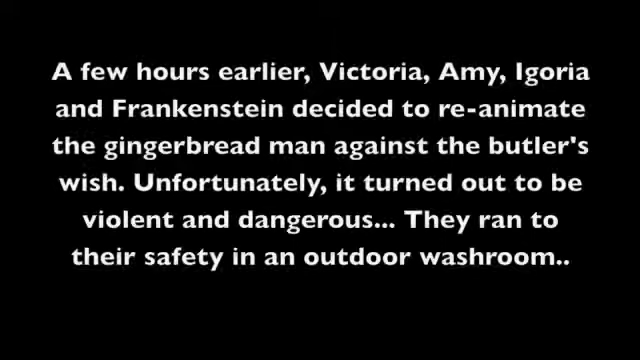 A few hours earlier, Victoria, Amy, Igoria
and Frankenstein decided to re-animate
the gingerbread man against the butler's
wish. Unfortunately, it turned out to be
violent and dangerous... They ran to
their safety in an outdoor washroom..